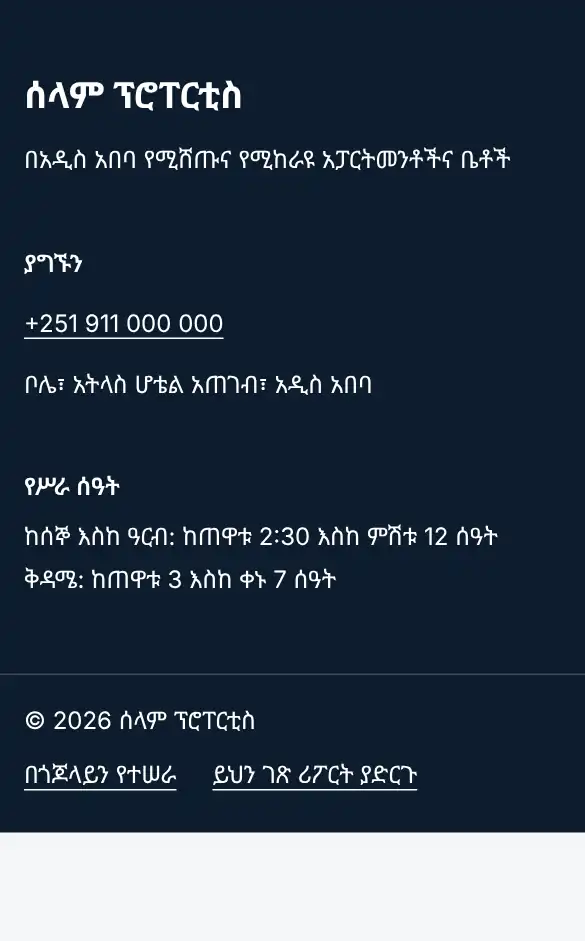 ሰላም ፕሮፐርቲስ
በአዲስ አበባ የሚሸጡና የሚከራዩ አፓርትመንቶችና ቤቶች
ያግኙን
+251 911 000 000
ቦሌ፣ አትላስ ሆቴል አጠገብ፣ አዲስ አበባ
የሥራ ሰዓት
ከሰኞ እስከ ዓርብ: ከጠዋቱ 2:30 እስከ ምሽቱ 12 ሰዓት
ቅዳሜ: ከጠዋቱ 3 እስከ ቀኑ 7 ሰዓት
© 2026 ሰላም ፕሮፐርቲስ
በጎጆላይን የተሠራ ይህን ገጽ ሪፖርት ያድርጉ